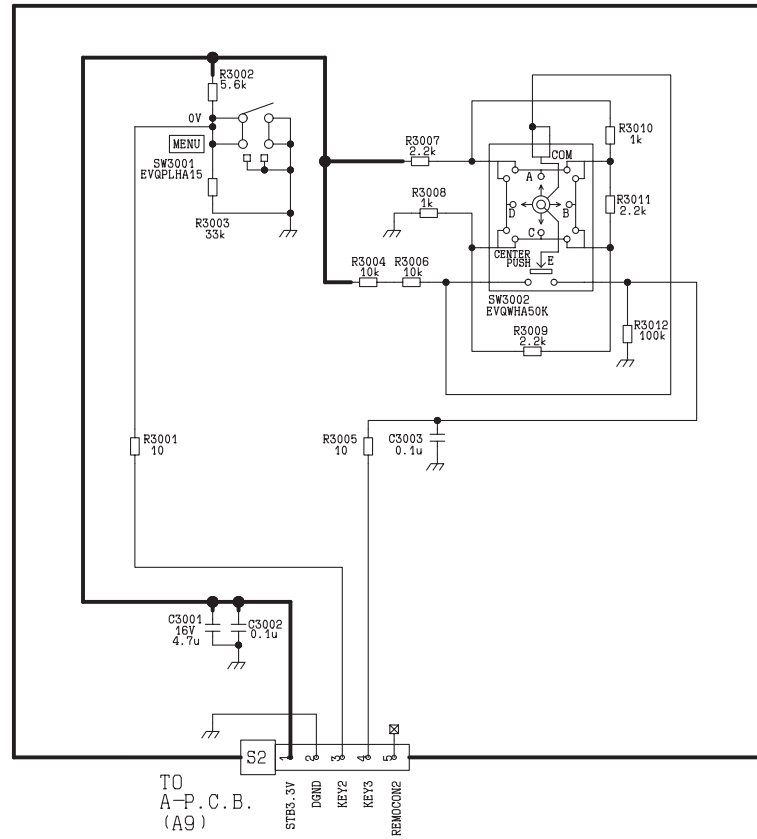 R3002
5.6k
0V
MENU
SW3001
EVQPLHA15
R3003
33k
R3007
2.2k
R3008
1k
R3004
10k
R3006
10k
COM
A
D
B
C
CENTER
PUSH
E
SW3002
EVQWHA50K
R3009
2.2k
R3010
1k
R3011
2.2k
R3012
100k
R3001
10
R3005
10
C3003
0.1u
C3001
16V
4.7u
C3002
0.1u
S2
1
2
3
4
5
TO
A-P.C.B.
(A9)
STB3.3V
DGND
KEY2
KEY3
REMOCON2